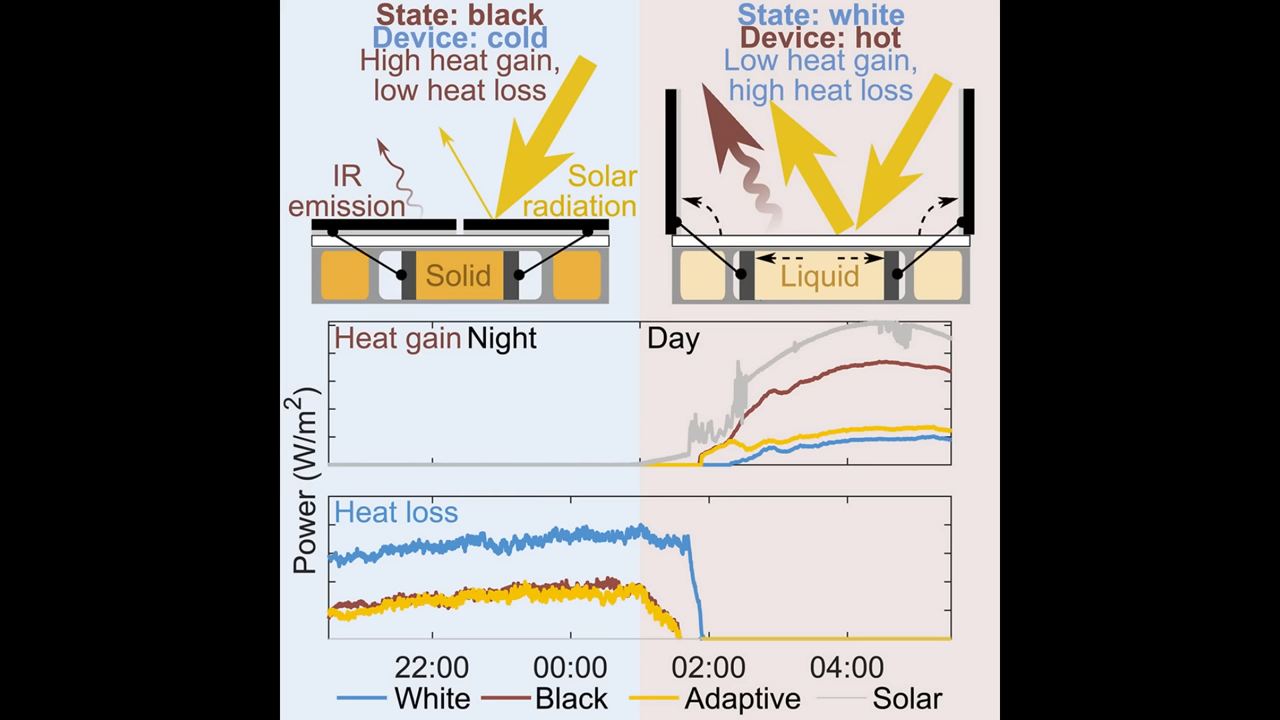 State: black
Device: cold
High heat gain,
low heat loss
IR
emission
Solar
radiation
Solid
State: white
Device: hot
Low heat gain,
high heat loss
Liquid
Heat gain Night
Day
Power (W/m²)
Heat loss
22:00 00:00 02:00 04:00
White Black Adaptive Solar